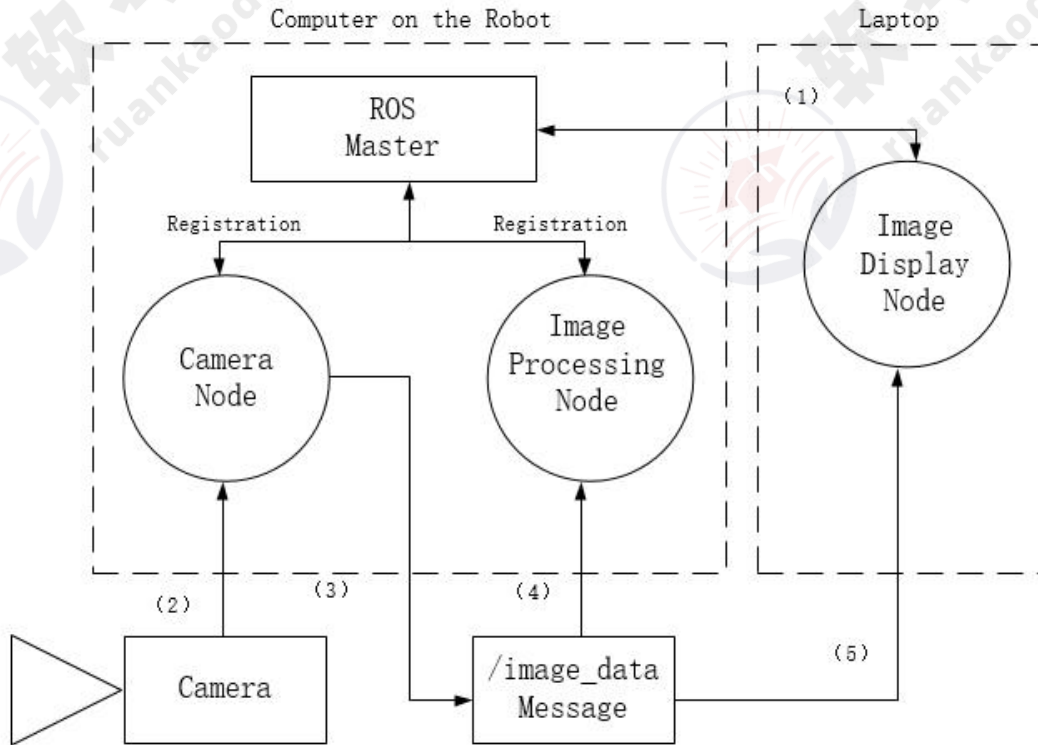 Computer on the Robot
Laptop
(1)
ROS
Master
Registration
Registration
Camera
Node
Image
Processing
Node
Image
Display
Node
(2)
(3)
(4)
(5)
Camera
/image_data
Message